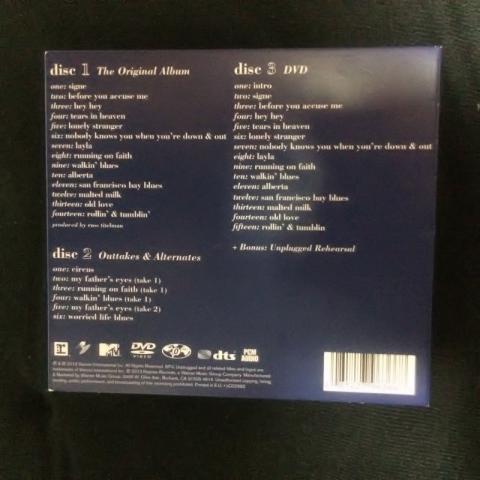 disc 1 The Original Album
one: signe
two: before you accuse me
three: hey hey
four: tears in heaven
five: lonely stranger
six: nobody knows you when you're down & out
seven: layla
eight: running on faith
nine: walkin' blues
ten: alberta
eleven: san francisco bay blues
twelve: malted milk
thirteen: old love
fourteen: rollin' & tumblin'
produced by russ titelman
disc 2 Outtakes & Alternates
one: circus
two: my father's eyes (take 1)
three: running on faith (take 1)
four: walkin' blues (take 1)
five: my father's eyes (take 2)
six: worried life blues
disc 3 DVD
one: intro
two: signe
three: before you accuse me
four: hey hey
five: tears in heaven
six: lonely stranger
seven: nobody knows you when you're down & out
eight: layla
nine: running on faith
ten: walkin' blues
eleven: alberta
twelve: san francisco bay blues
thirteen: malted milk
fourteen: old love
fifteen: rollin' & tumblin'
+ Bonus: Unplugged Rehearsal
MTV DVD VIDEO dts PCM AUDIO